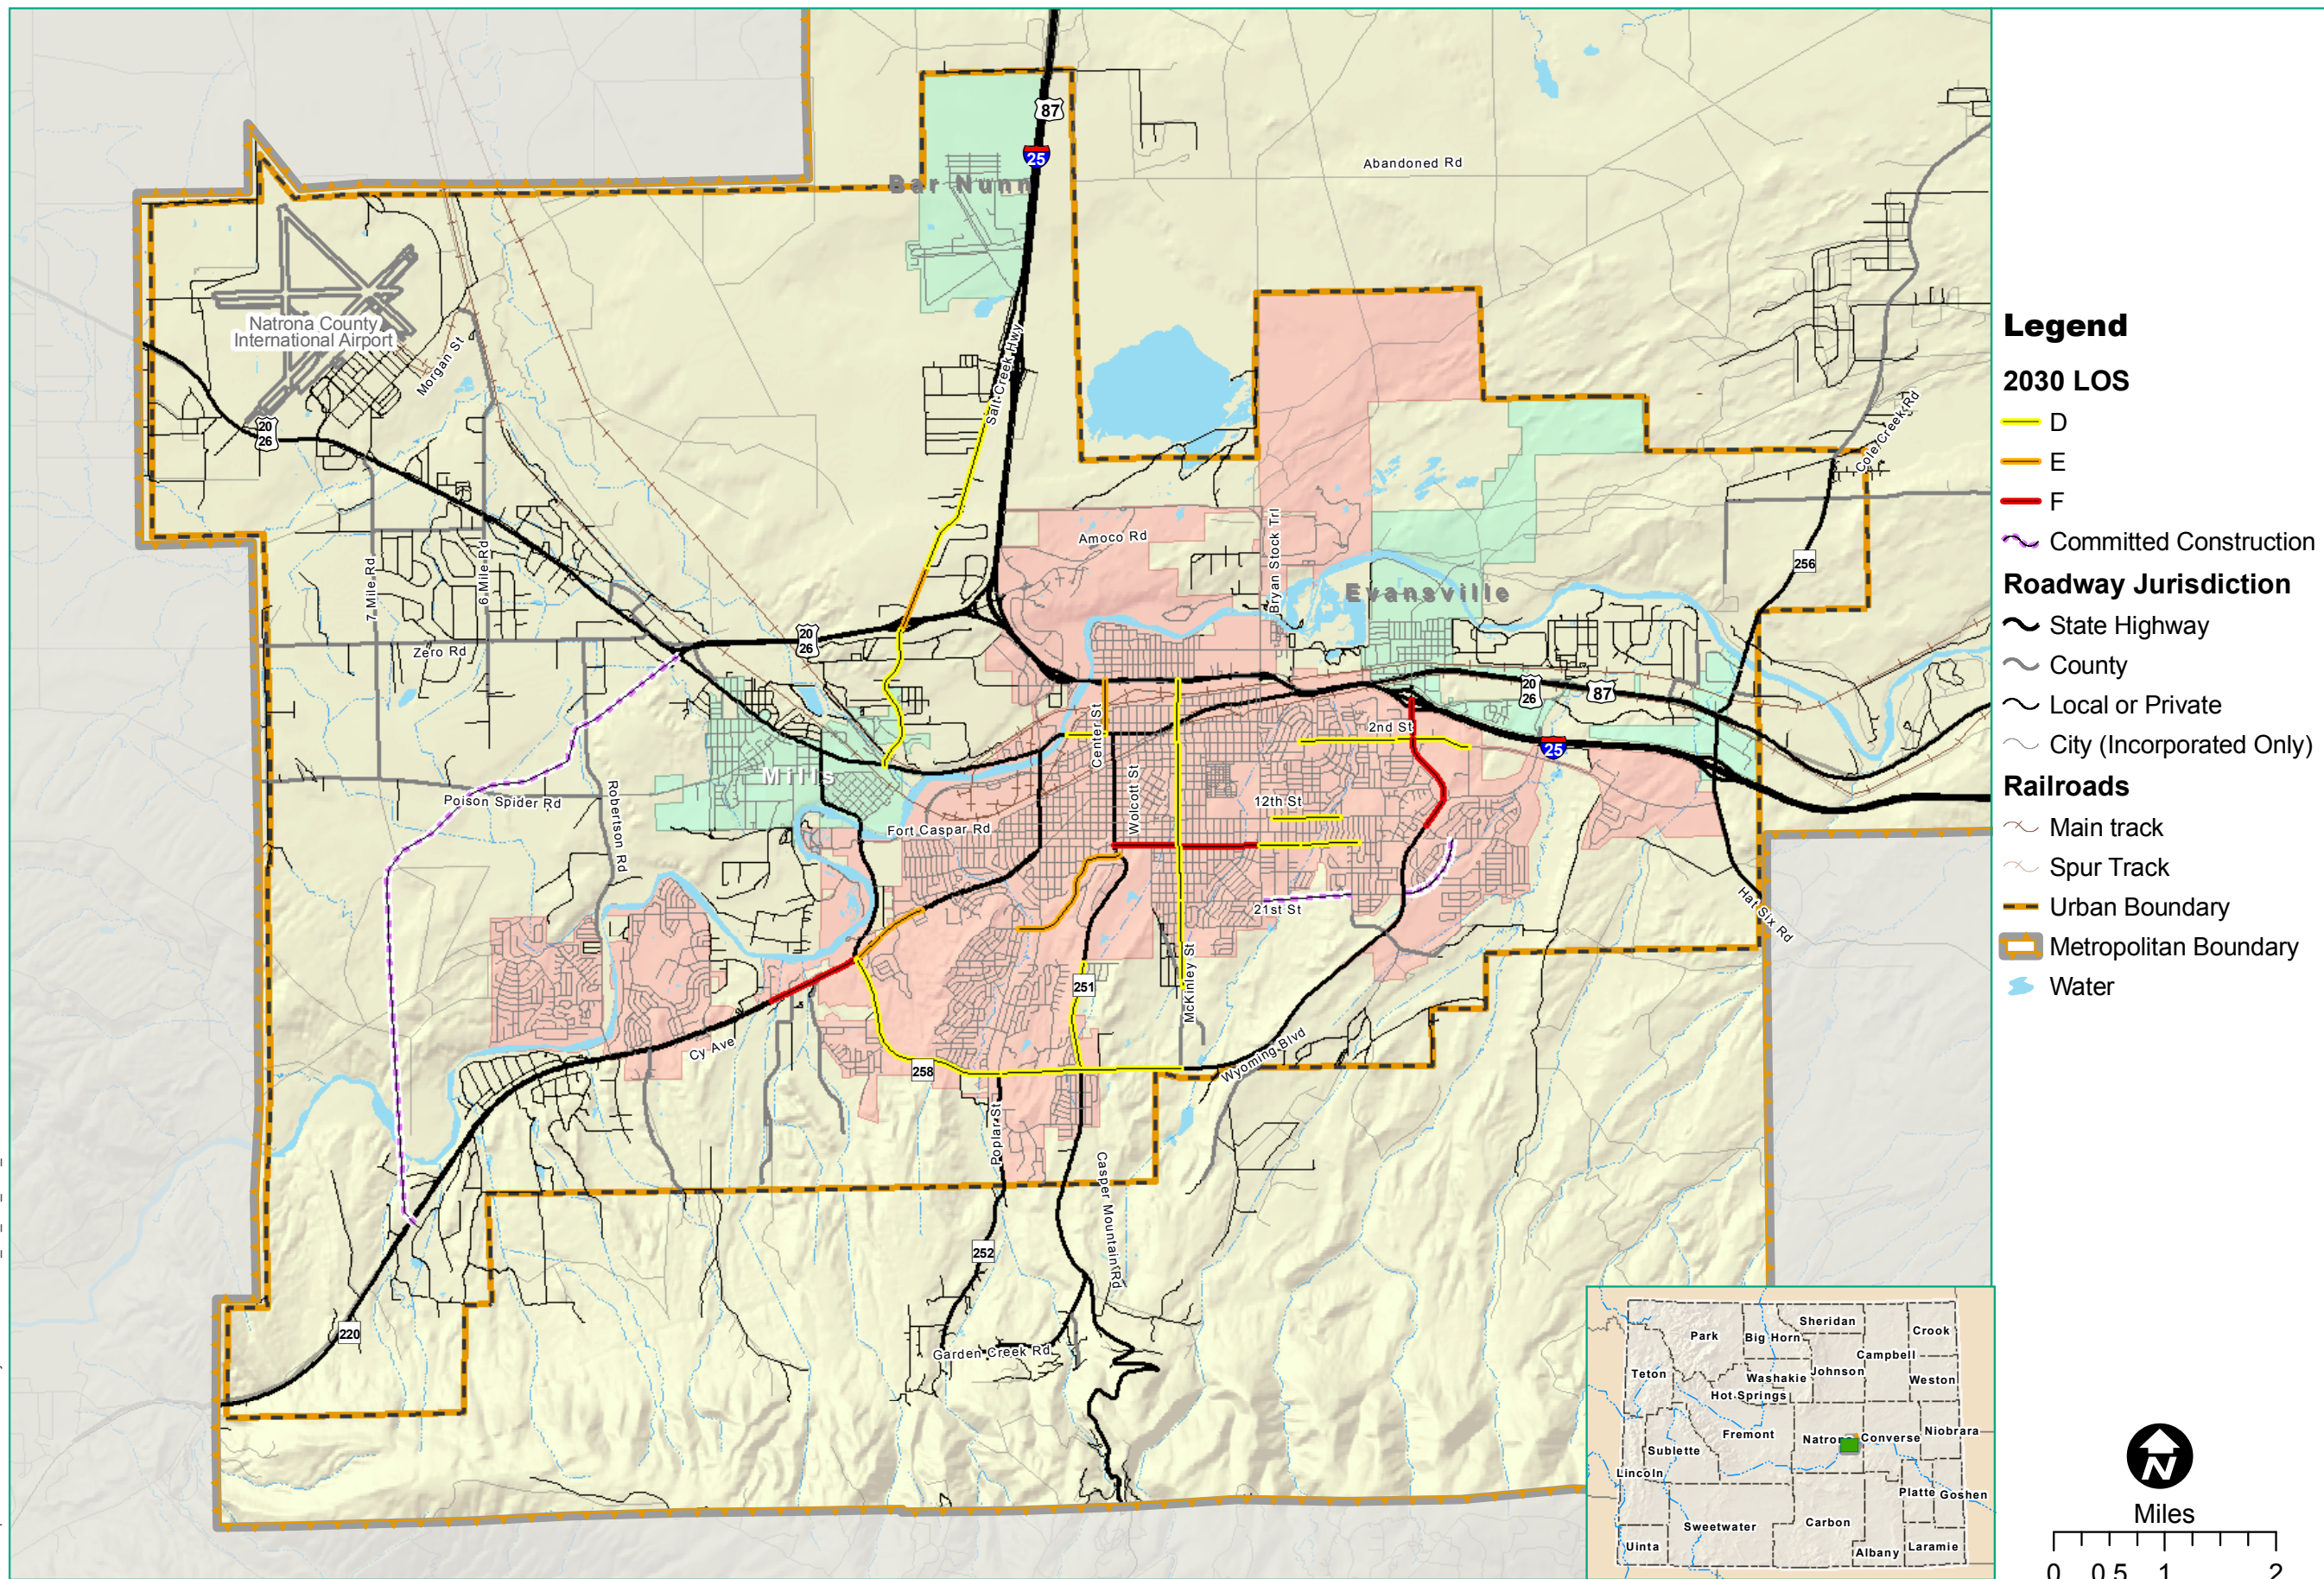 87
25
Abandoned Rd
Bar Nunn
Natrona County
International Airport
Morgan St
Salt Creek Hwy
20
26
Cole Creek Rd
Amoco Rd
Bryan Stock Trl
7 Mile Rd
6 Mile Rd
256
Evansville
20
26
Zero Rd
20
26
87
Center St
2nd St
25
Mills
Wolcott St
Robertson Rd
Poison Spider Rd
12th St
Fort Caspar Rd
21st St
Hat Six Rd
McKinley St
251
Cy Ave
258
Wyoming Blvd
Poplar St
Casper Mountain Rd
252
220
Garden Creek Rd
Legend
2030 LOS
D
E
F
Committed Construction
Roadway Jurisdiction
State Highway
County
Local or Private
City (Incorporated Only)
Railroads
Main track
Spur Track
Urban Boundary
Metropolitan Boundary
Water
Park
Big Horn
Sheridan
Crook
Campbell
Teton
Washakie
Johnson
Weston
Hot Springs
Fremont
Converse
Niobrara
Sublette
Lincoln
Platte
Goshen
Sweetwater
Carbon
Uinta
Albany
Laramie
N
Miles
0 0.5 1 2